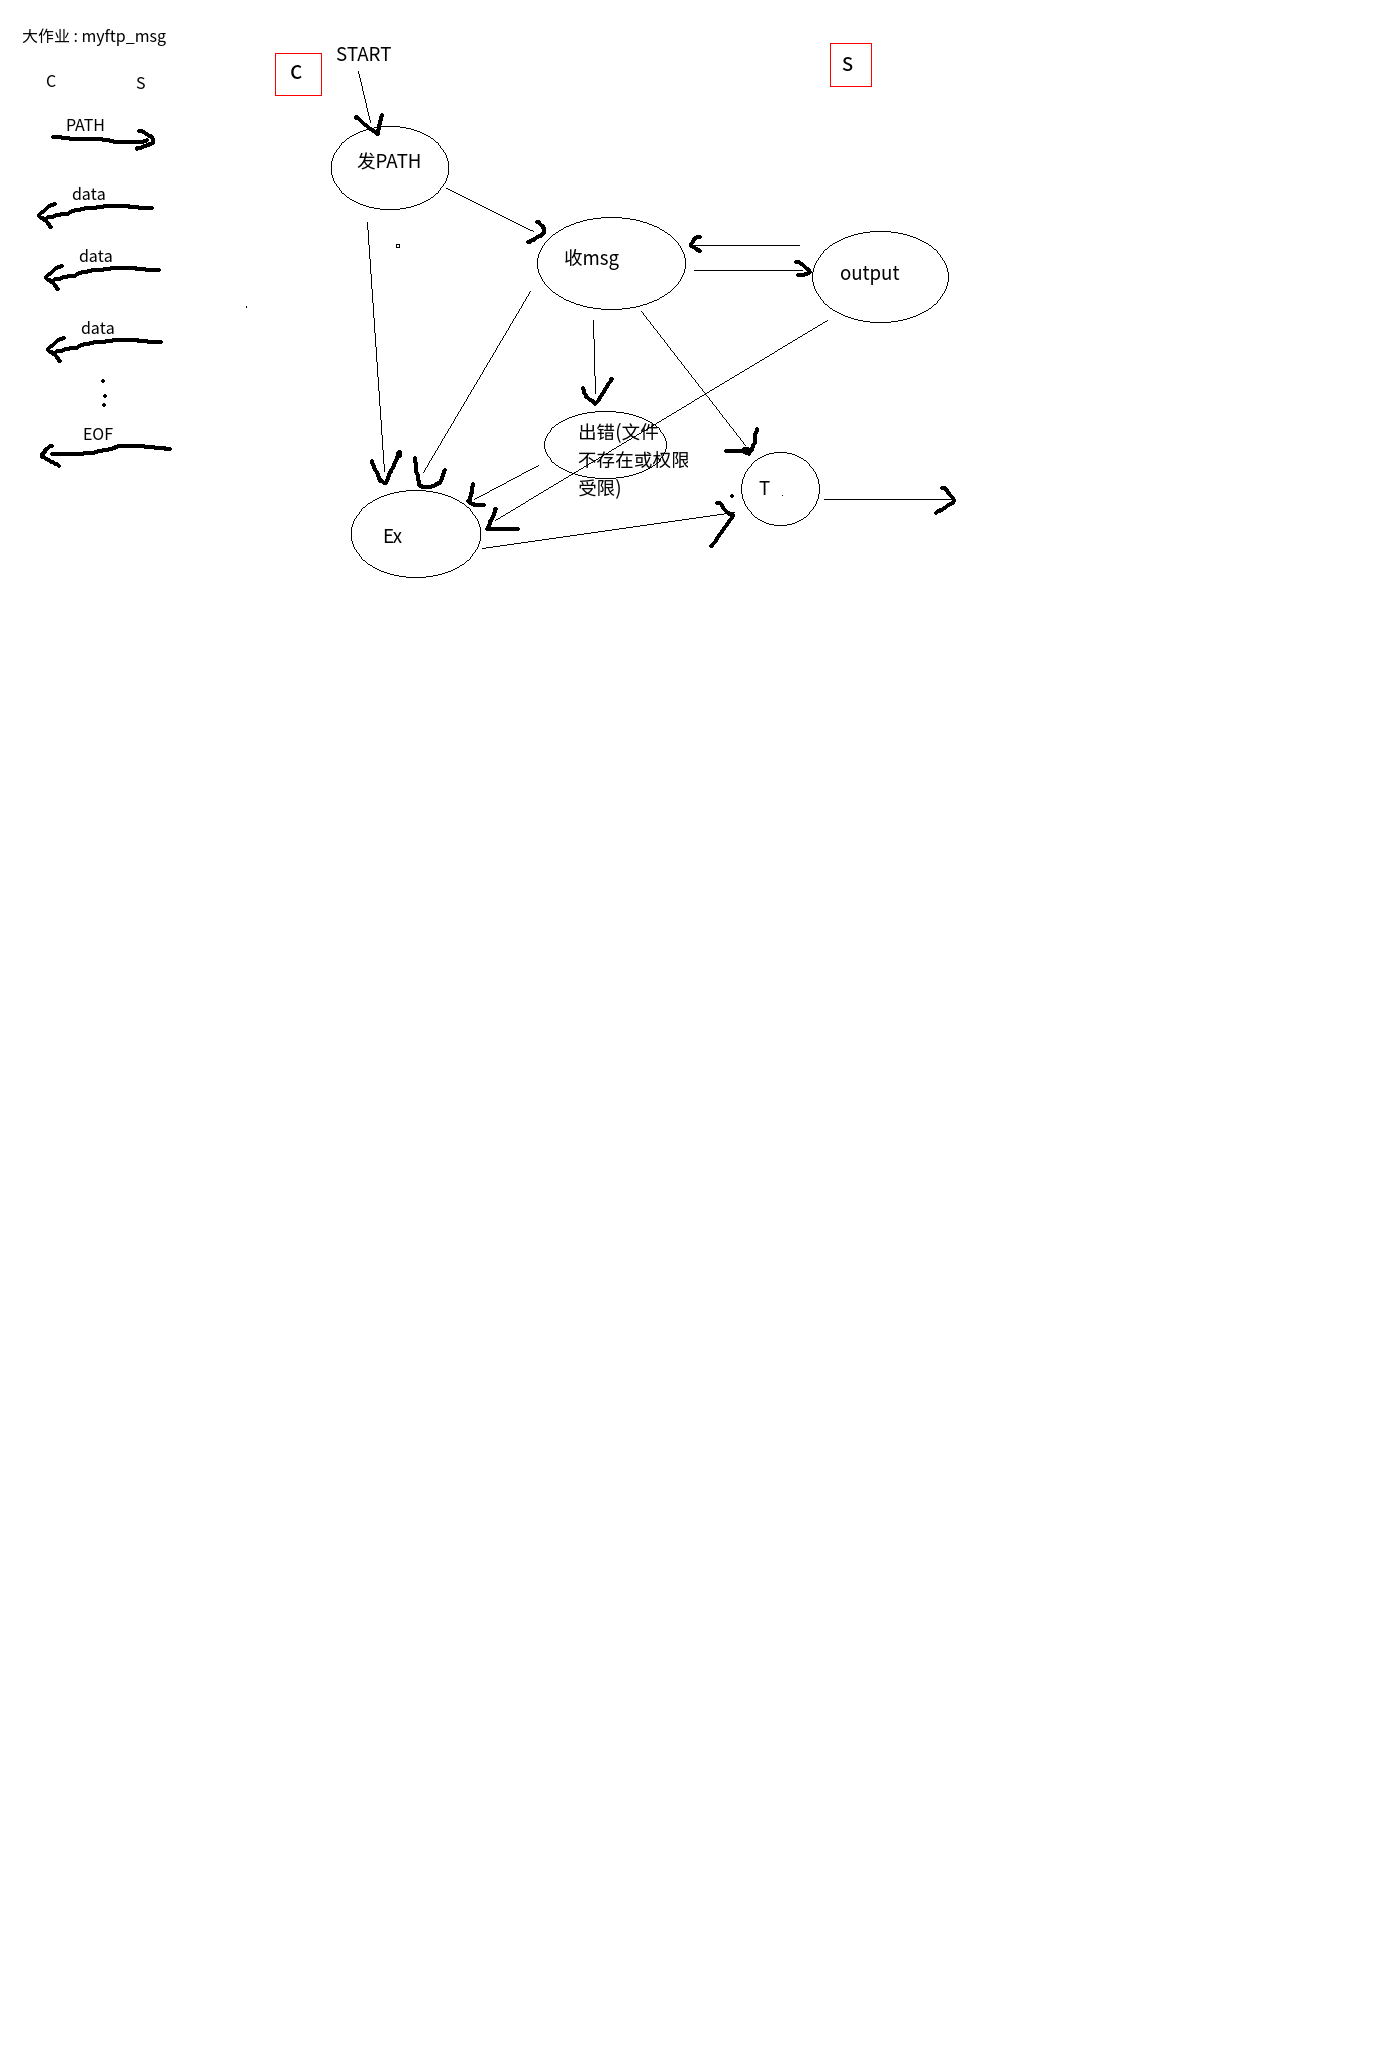 大作业 : myftp_msg
C
S
PATH
data
data
data
EOF
C
START
S
发PATH
收msg
output
出错(文件
不存在或权限
受限)
T
Ex